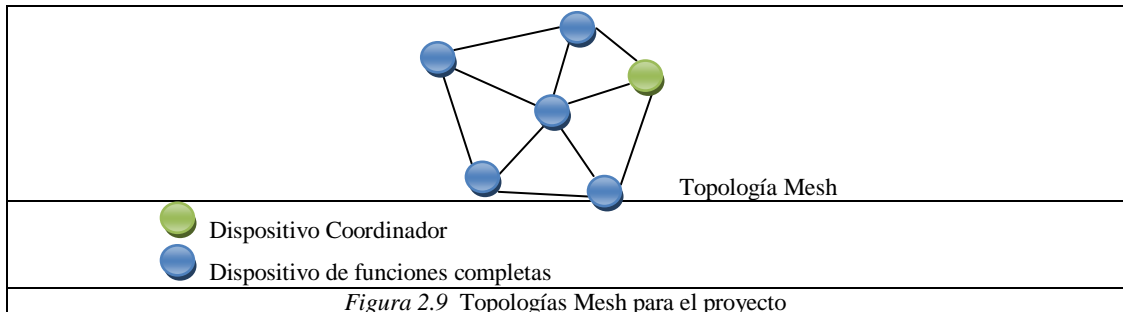 Topología Mesh
Dispositivo Coordinador
Dispositivo de funciones completas
Figura 2.9 Topologías Mesh para el proyecto